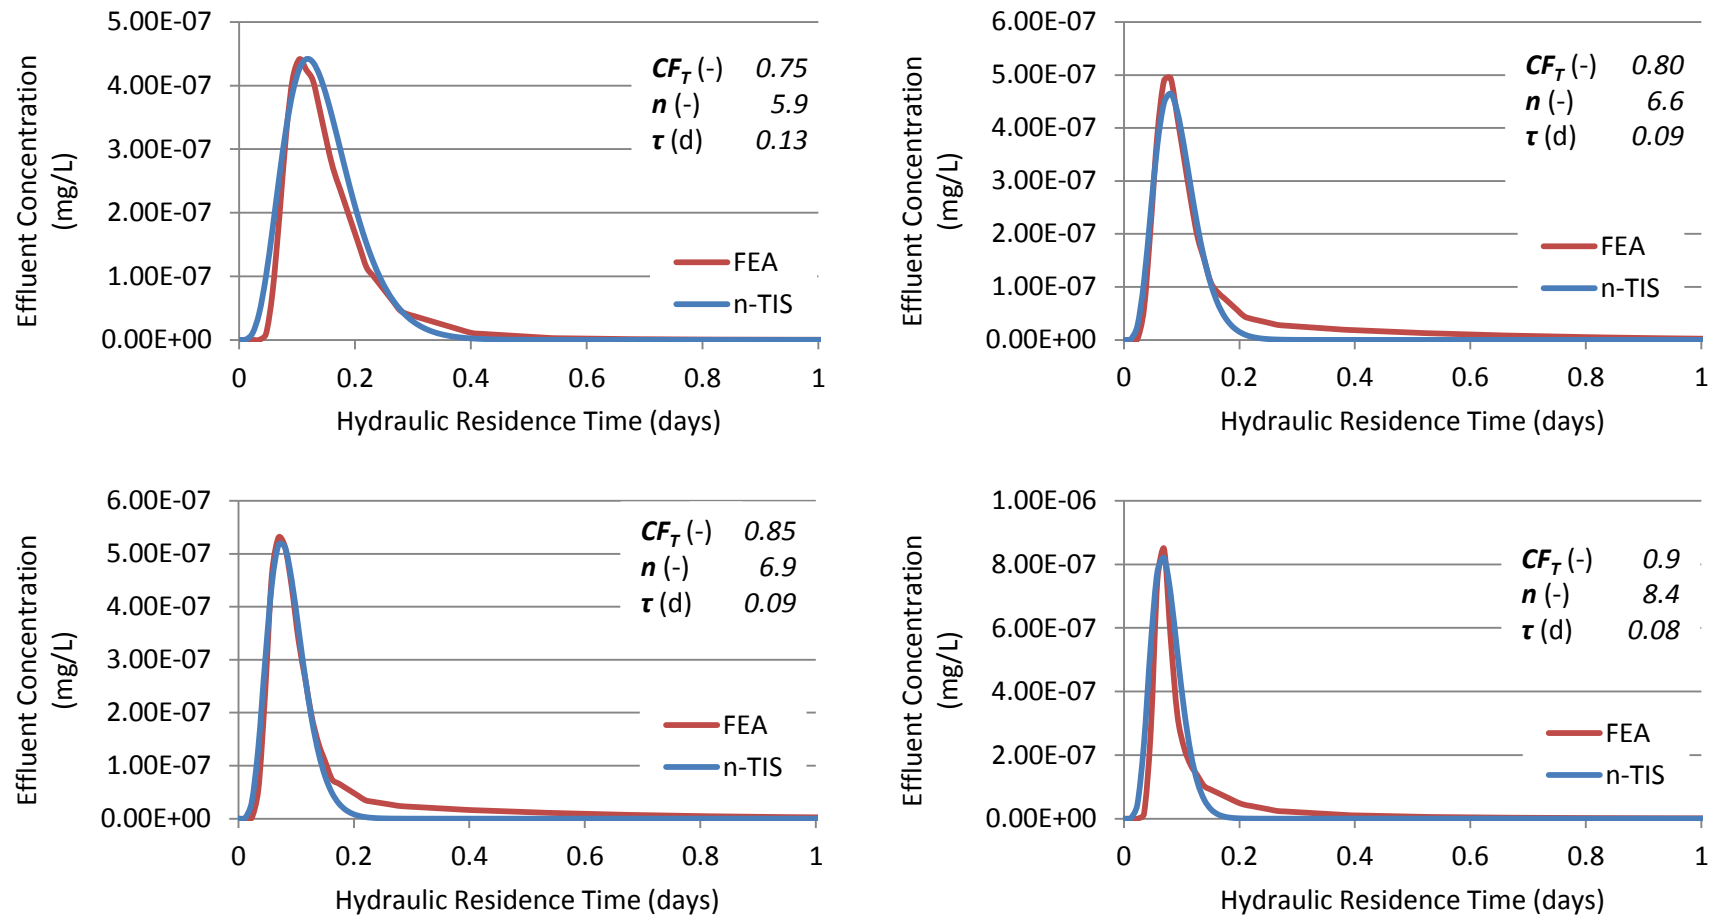 5.00E-07
4.00E-07
3.00E-07
2.00E-07
1.00E-07
0.00E+00
Effluent Concentration
(mg/L)
CF_T (-) 0.75
n (-) 5.9
τ (d) 0.13
FEA
n-TIS
0 0.2 0.4 0.6 0.8 1
Hydraulic Residence Time (days)
6.00E-07
5.00E-07
4.00E-07
3.00E-07
2.00E-07
1.00E-07
0.00E+00
Effluent Concentration
(mg/L)
CF_T (-) 0.80
n (-) 6.6
τ (d) 0.09
FEA
n-TIS
0 0.2 0.4 0.6 0.8 1
Hydraulic Residence Time (days)
6.00E-07
5.00E-07
4.00E-07
3.00E-07
2.00E-07
1.00E-07
0.00E+00
Effluent Concentration
(mg/L)
CF_T (-) 0.85
n (-) 6.9
τ (d) 0.09
FEA
n-TIS
0 0.2 0.4 0.6 0.8 1
Hydraulic Residence Time (days)
1.00E-06
8.00E-07
6.00E-07
4.00E-07
2.00E-07
0.00E+00
Effluent Concentration
(mg/L)
CF_T (-) 0.9
n (-) 8.4
τ (d) 0.08
FEA
n-TIS
0 0.2 0.4 0.6 0.8 1
Hydraulic Residence Time (days)